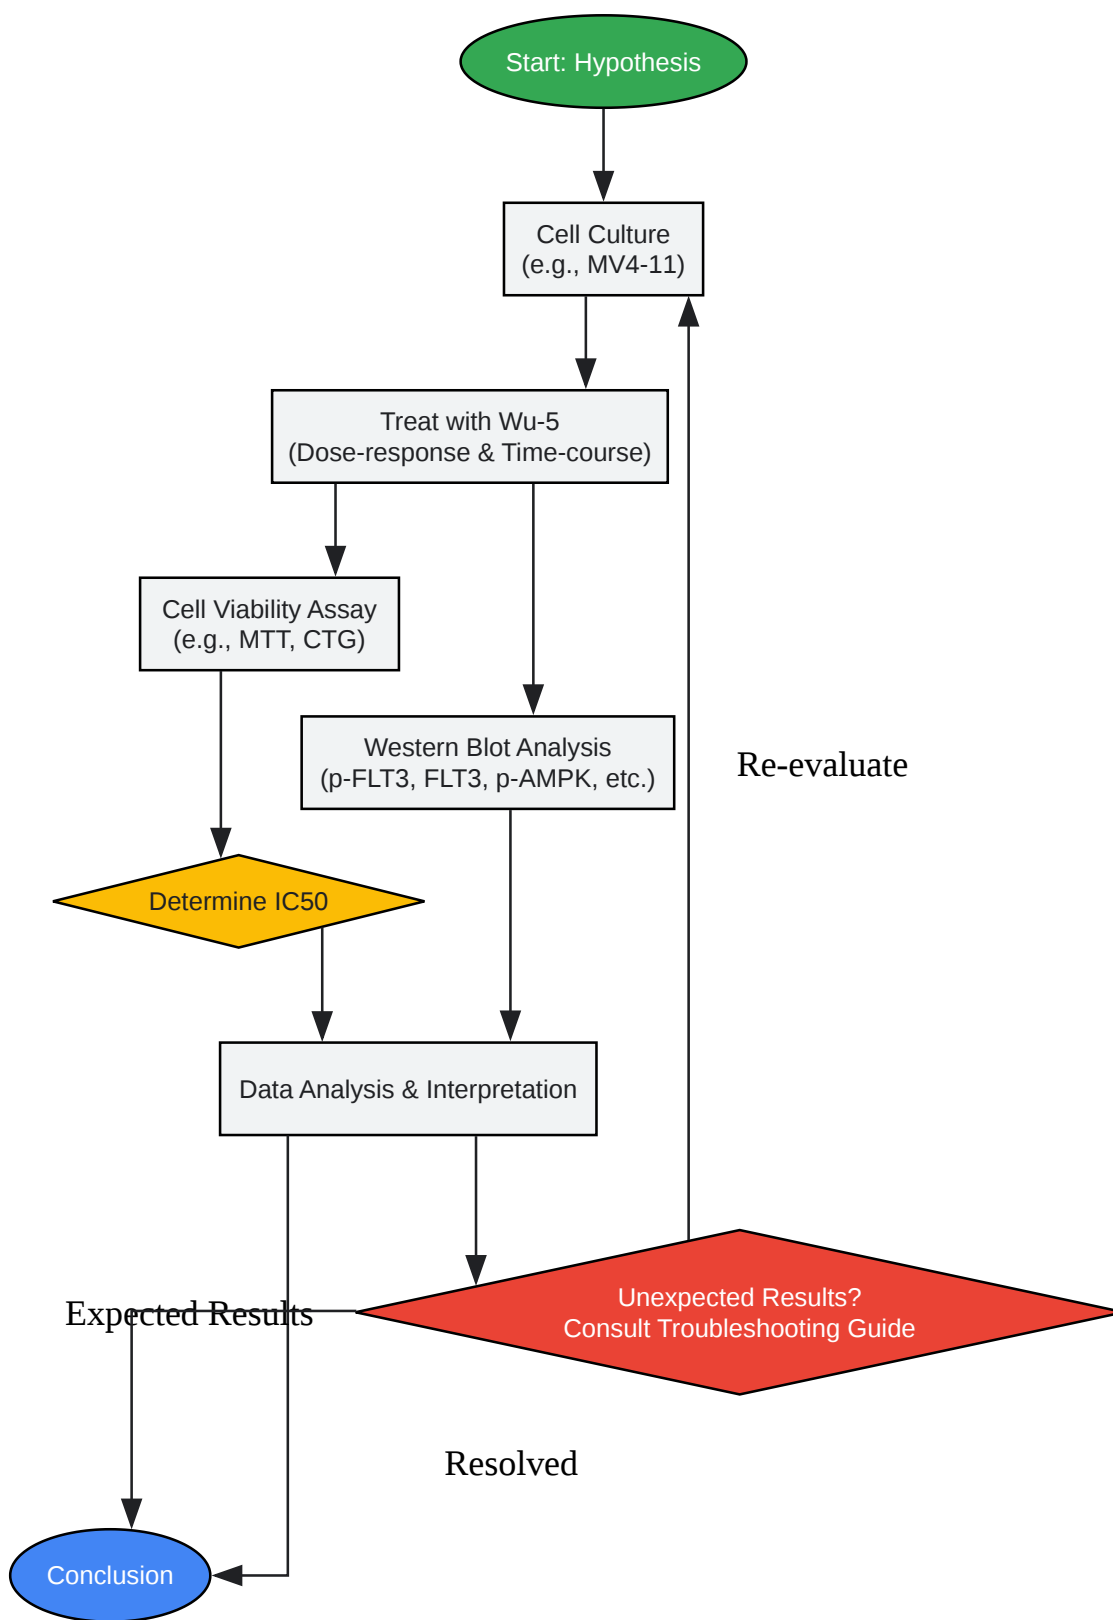 Start: Hypothesis
Cell Culture
(e.g., MV4-11)
Treat with Wu-5
(Dose-response & Time-course)
Cell Viability Assay
(e.g., MTT, CTG)
Western Blot Analysis
(p-FLT3, FLT3, p-AMPK, etc.)
Re-evaluate
Determine IC50
Data Analysis & Interpretation
Expected Results
Unexpected Results?
Consult Troubleshooting Guide
Resolved
Conclusion